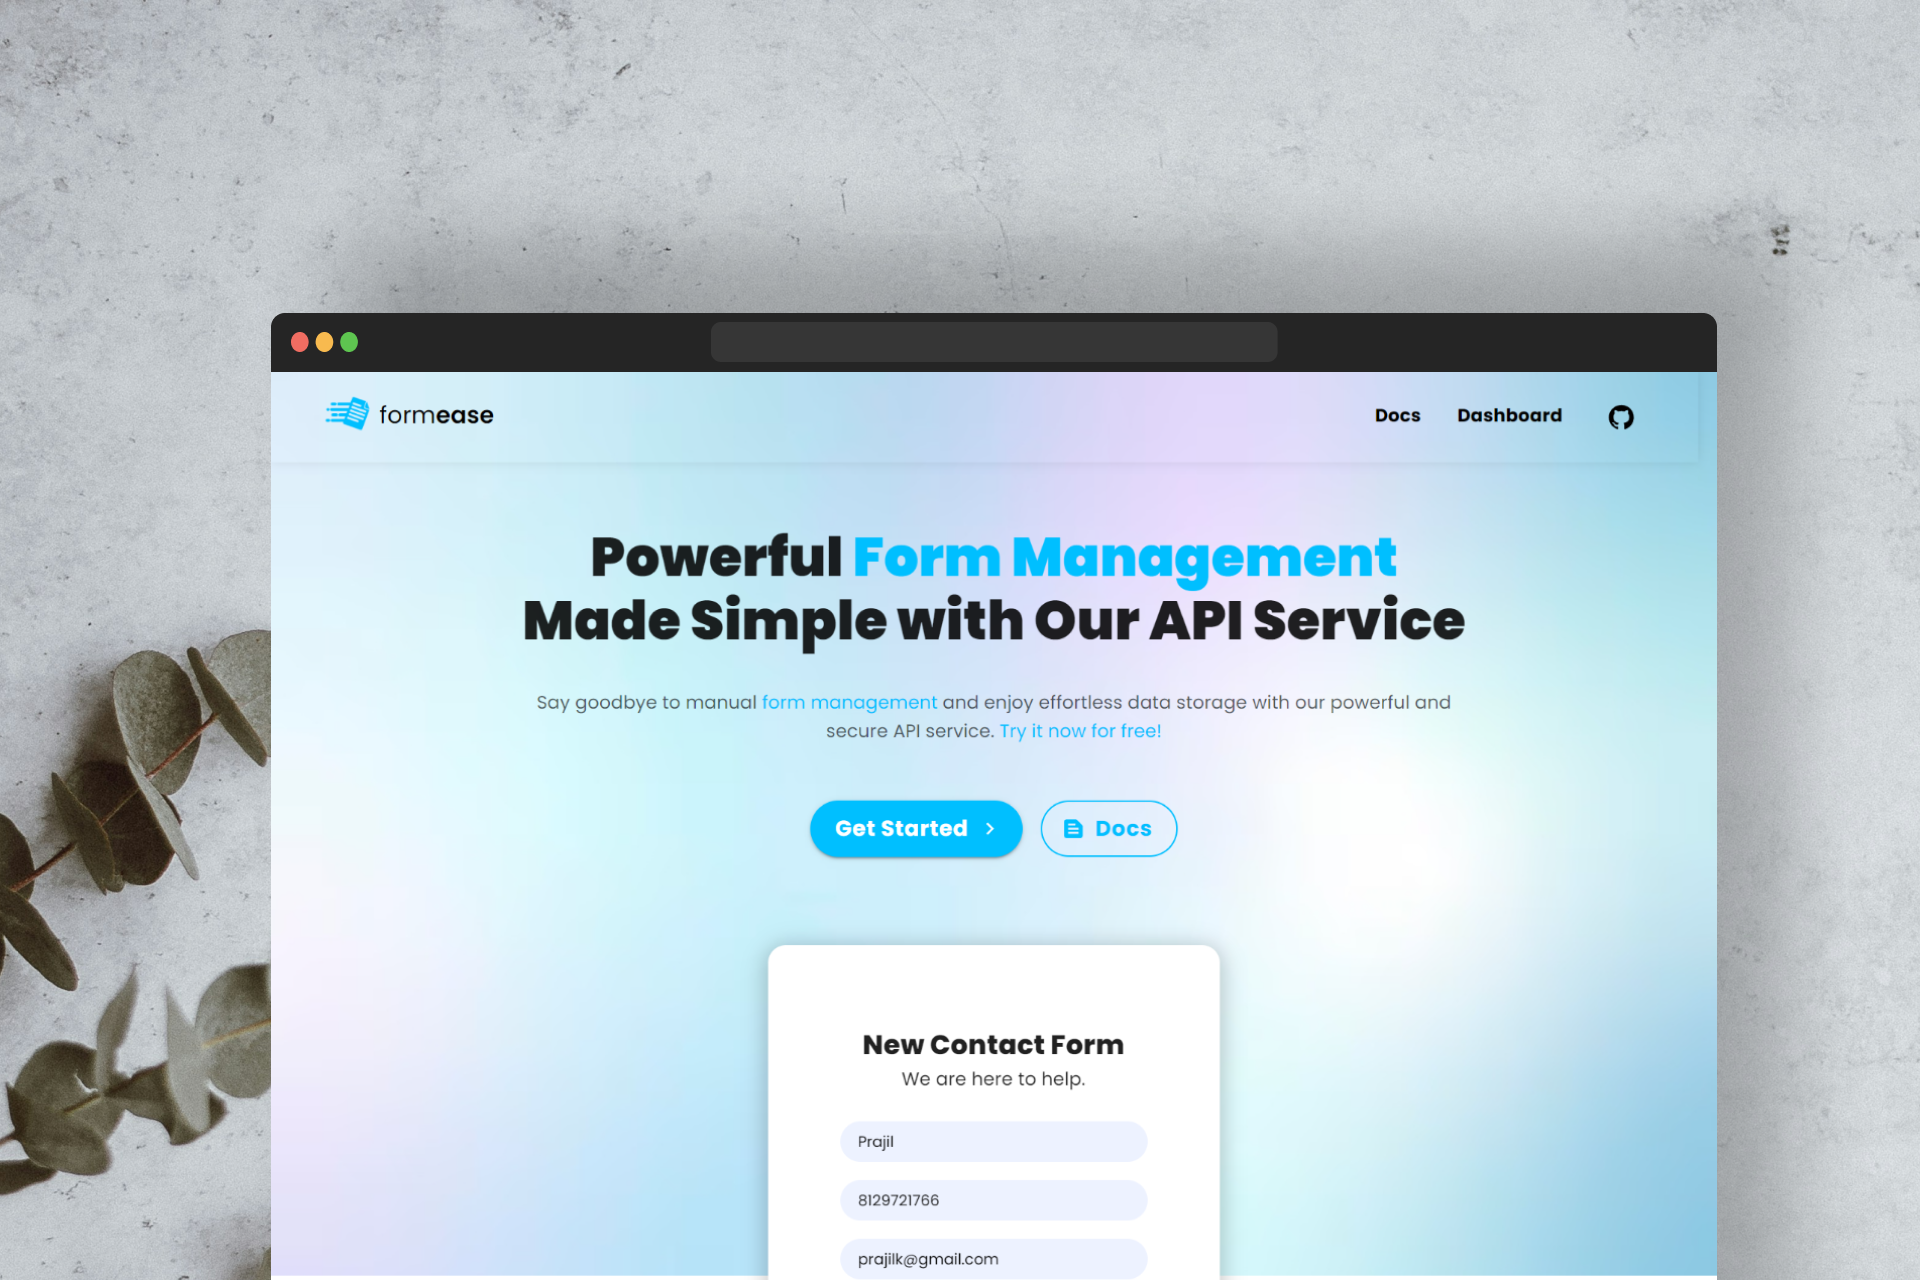 formease
Docs
Dashboard
Powerful Form Management
Made Simple with Our API Service
Say goodbye to manual form management and enjoy effortless data storage with our powerful and
secure API service. Try it now for free!
Get Started
Docs
New Contact Form
We are here to help.
Prajil
8129721766
prajilk@gmail.com